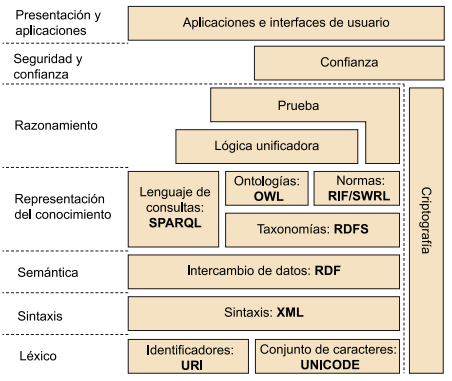 Presentación y
aplicaciones
Aplicaciones e interfaces de usuario
Seguridad y
confianza
Confianza
Razonamiento
Prueba
Lógica unificadora
Criptografía
Representación
del conocimiento
Lenguaje de
consultas:
SPARQL
Ontologías:
OWL
Normas:
RIF/SWRL
Taxonomías: RDFS
Semántica
Intercambio de datos: RDF
Sintaxis
Sintaxis: XML
Léxico
Identificadores:
URI
Conjunto de caracteres:
UNICODE